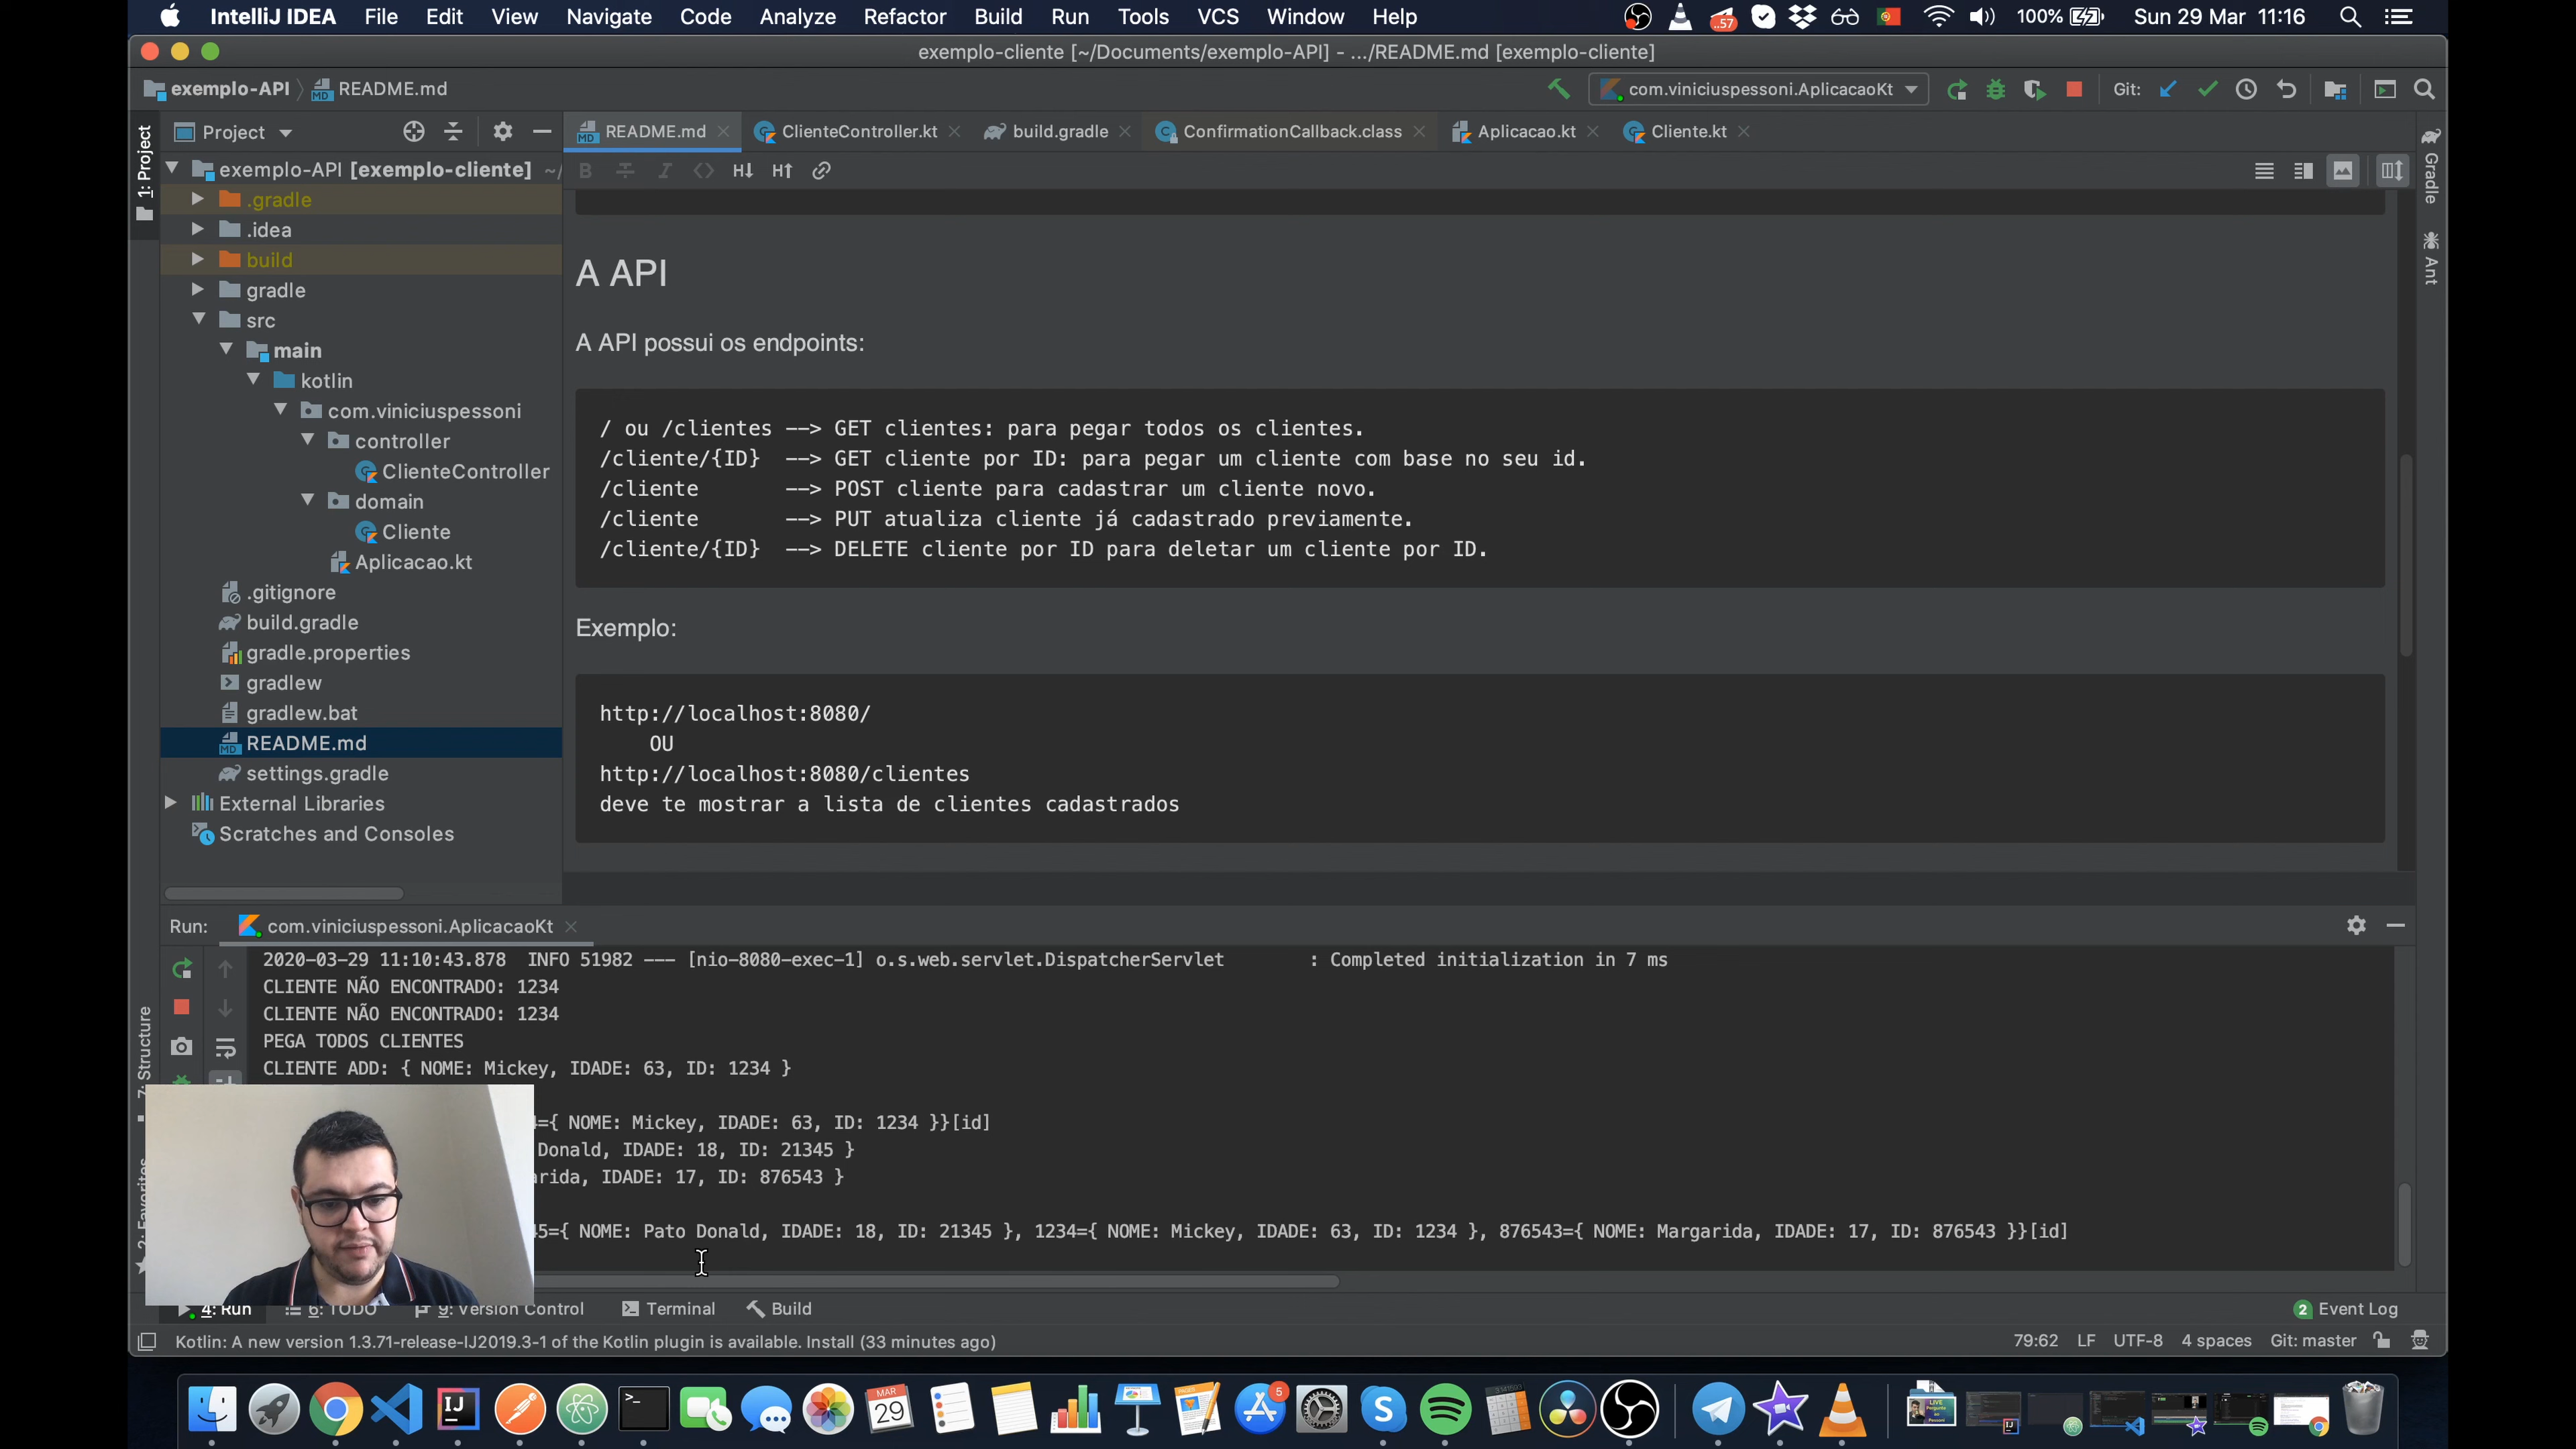 IntelliJ IDEA File Edit View Navigate Code Analyze Refactor Build Run Tools VCS Window Help ..57 100% Sun 29 Mar 11:16
exemplo-cliente [~/Documents/exemplo-API] - .../README.md [exemplo-cliente]
exemplo-API README.md com.viniciuspessoni.AplicacaoKt Git:
1: Project
Project
README.md ClienteController.kt build.gradle ConfirmationCallback.class Aplicacao.kt Cliente.kt
Gradle
Ant
exemplo-API [exemplo-cliente] ~/
.gradle
.idea
build
gradle
src
main
kotlin
com.viniciuspessoni
controller
ClienteController
domain
Cliente
Aplicacao.kt
.gitignore
build.gradle
gradle.properties
gradlew
gradlew.bat
README.md
settings.gradle
External Libraries
Scratches and Consoles
A API
A API possui os endpoints:
/ ou /clientes --> GET clientes: para pegar todos os clientes.
/cliente/{ID} --> GET cliente por ID: para pegar um cliente com base no seu id.
/cliente --> POST cliente para cadastrar um cliente novo.
/cliente --> PUT atualiza cliente já cadastrado previamente.
/cliente/{ID} --> DELETE cliente por ID para deletar um cliente por ID.
Exemplo:
http://localhost:8080/
OU
http://localhost:8080/clientes
deve te mostrar a lista de clientes cadastrados
Run: com.viniciuspessoni.AplicacaoKt
2020-03-29 11:10:43.878 INFO 51982 --- [nio-8080-exec-1] o.s.web.servlet.DispatcherServlet : Completed initialization in 7 ms
CLIENTE NÃO ENCONTRADO: 1234
CLIENTE NÃO ENCONTRADO: 1234
PEGA TODOS CLIENTES
CLIENTE ADD: { NOME: Mickey, IDADE: 63, ID: 1234 }
={ NOME: Mickey, IDADE: 63, ID: 1234 }}[id]
Donald, IDADE: 18, ID: 21345 }
arida, IDADE: 17, ID: 876543 }
45={ NOME: Pato Donald, IDADE: 18, ID: 21345 }, 1234={ NOME: Mickey, IDADE: 63, ID: 1234 }, 876543={ NOME: Margarida, IDADE: 17, ID: 876543 }}[id]
7: Structure
2: Favorites
4: Run 6: TODO 9: Version Control Terminal Build 2 Event Log
Kotlin: A new version 1.3.71-release-IJ2019.3-1 of the Kotlin plugin is available. Install (33 minutes ago) 79:62 LF UTF-8 4 spaces Git: master
IJ MAR 29 5